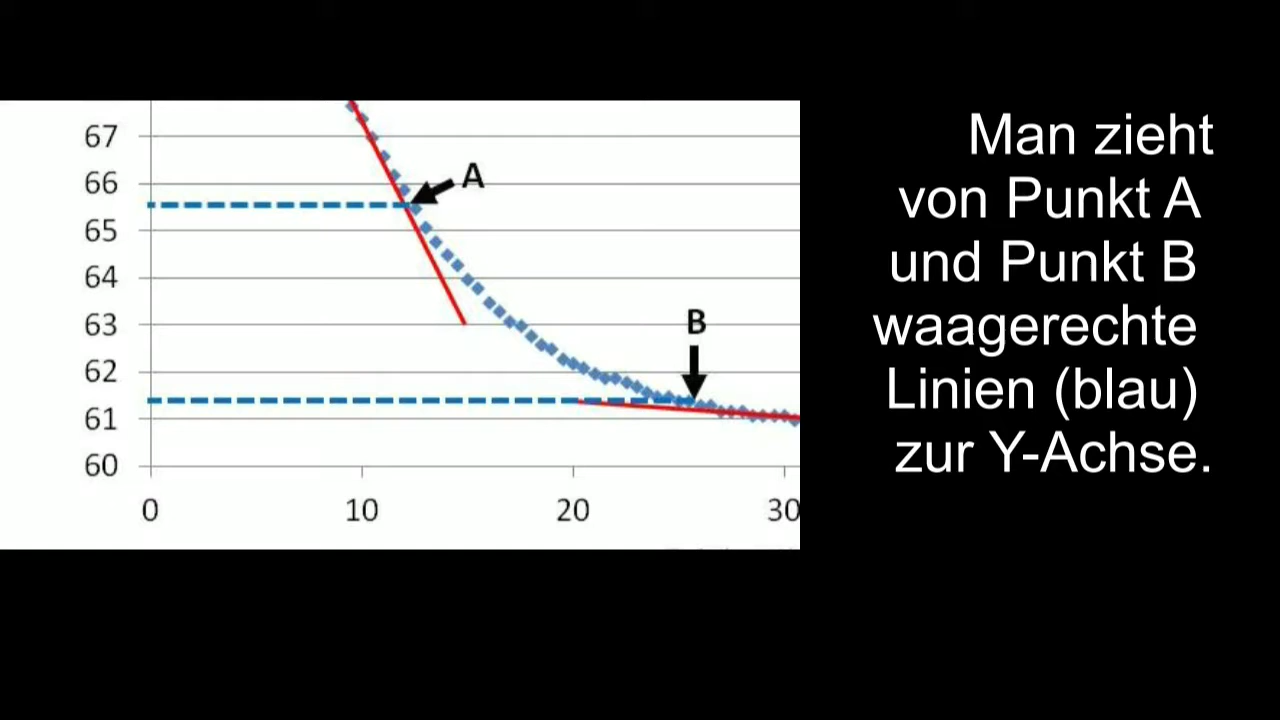 67
66
65
64
63
62
61
60
0 10 20 30
A
B
Man zieht
von Punkt A
und Punkt B
waagerechte
Linien (blau)
zur Y-Achse.